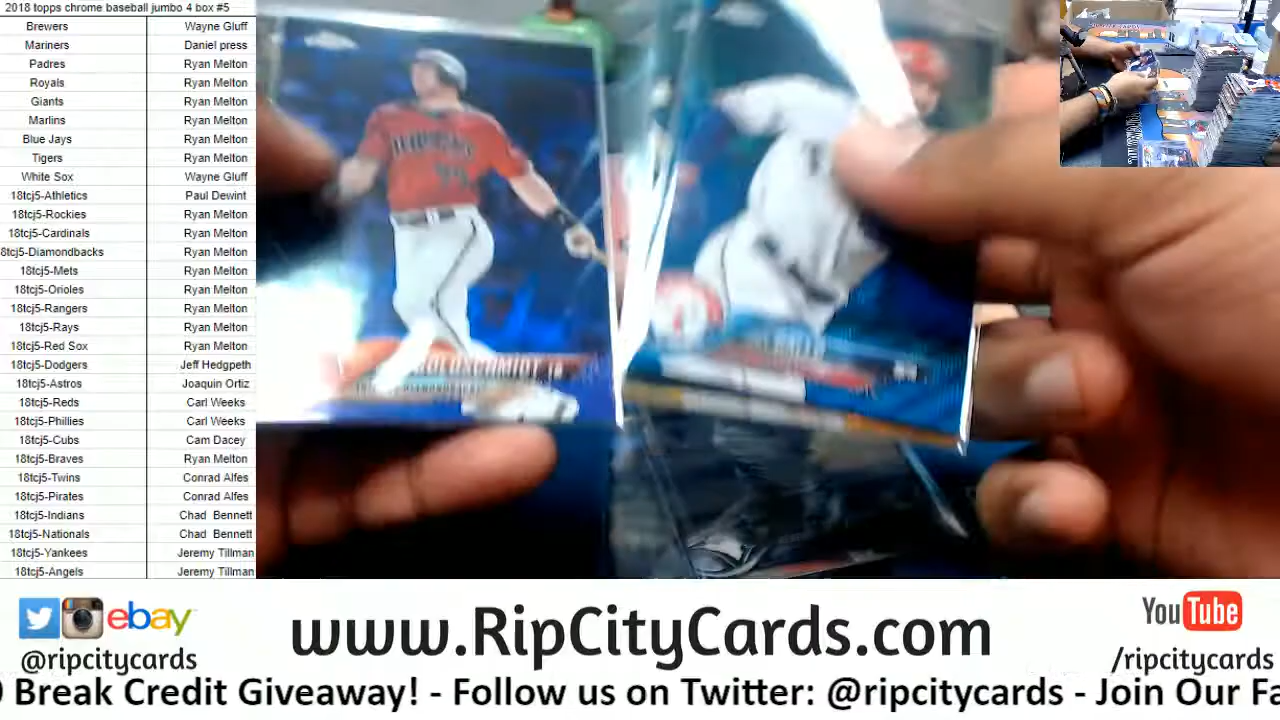 2018 topps chrome baseball jumbo 4 box #5
Brewers Wayne Gluff
Mariners Daniel press
Padres Ryan Melton
Royals Ryan Melton
Giants Ryan Melton
Marlins Ryan Melton
Blue Jays Ryan Melton
Tigers Ryan Melton
White Sox Wayne Gluff
18tcj5-Athletics Paul Dewint
18tcj5-Rockies Ryan Melton
18tcj5-Cardinals Ryan Melton
8tcj5-Diamondbacks Ryan Melton
18tcj5-Mets Ryan Melton
18tcj5-Orioles Ryan Melton
18tcj5-Rangers Ryan Melton
18tcj5-Rays Ryan Melton
18tcj5-Red Sox Ryan Melton
18tcj5-Dodgers Jeff Hedgpeth
18tcj5-Astros Joaquin Ortiz
18tcj5-Reds Carl Weeks
18tcj5-Phillies Carl Weeks
18tcj5-Cubs Cam Dacey
18tcj5-Braves Ryan Melton
18tcj5-Twins Conrad Alfes
18tcj5-Pirates Conrad Alfes
18tcj5-Indians Chad Bennett
18tcj5-Nationals Chad Bennett
18tcj5-Yankees Jeremy Tillman
18tcj5-Angels Jeremy Tillman
GOLDSCHMIDT
ebay
@ripcitycards
www.RipCityCards.com
YouTube
/ripcitycards
Break Credit Giveaway! - Follow us on Twitter: @ripcitycards - Join Our Fa